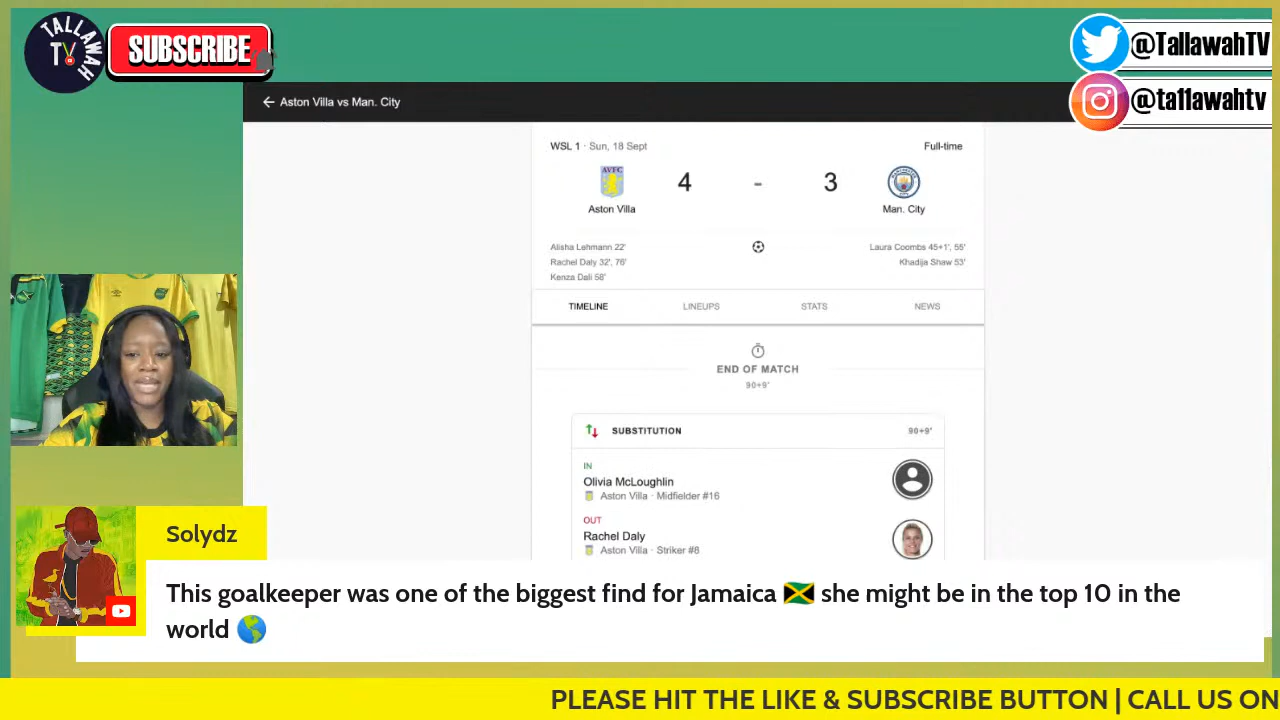 TALLAWAH
TV
SUBSCRIBE
@TallawahTV
@ta11awahtv
Aston Villa vs Man. City
WSL 1 · Sun, 18 Sept
Full-time
AVFC
4 - 3
Aston Villa
Man. City
Alisha Lehmann 22'
Rachel Daly 32', 76'
Kenza Dali 58'
Laura Coombs 45+1', 55'
Khadija Shaw 53'
TIMELINE LINEUPS STATS NEWS
END OF MATCH
90+9'
SUBSTITUTION 90+9'
IN
Olivia McLoughlin
Aston Villa · Midfielder #16
OUT
Rachel Daly
Aston Villa · Striker #8
Solydz
This goalkeeper was one of the biggest find for Jamaica 🇯🇲 she might be in the top 10 in the
world 🌎
PLEASE HIT THE LIKE & SUBSCRIBE BUTTON | CALL US ON